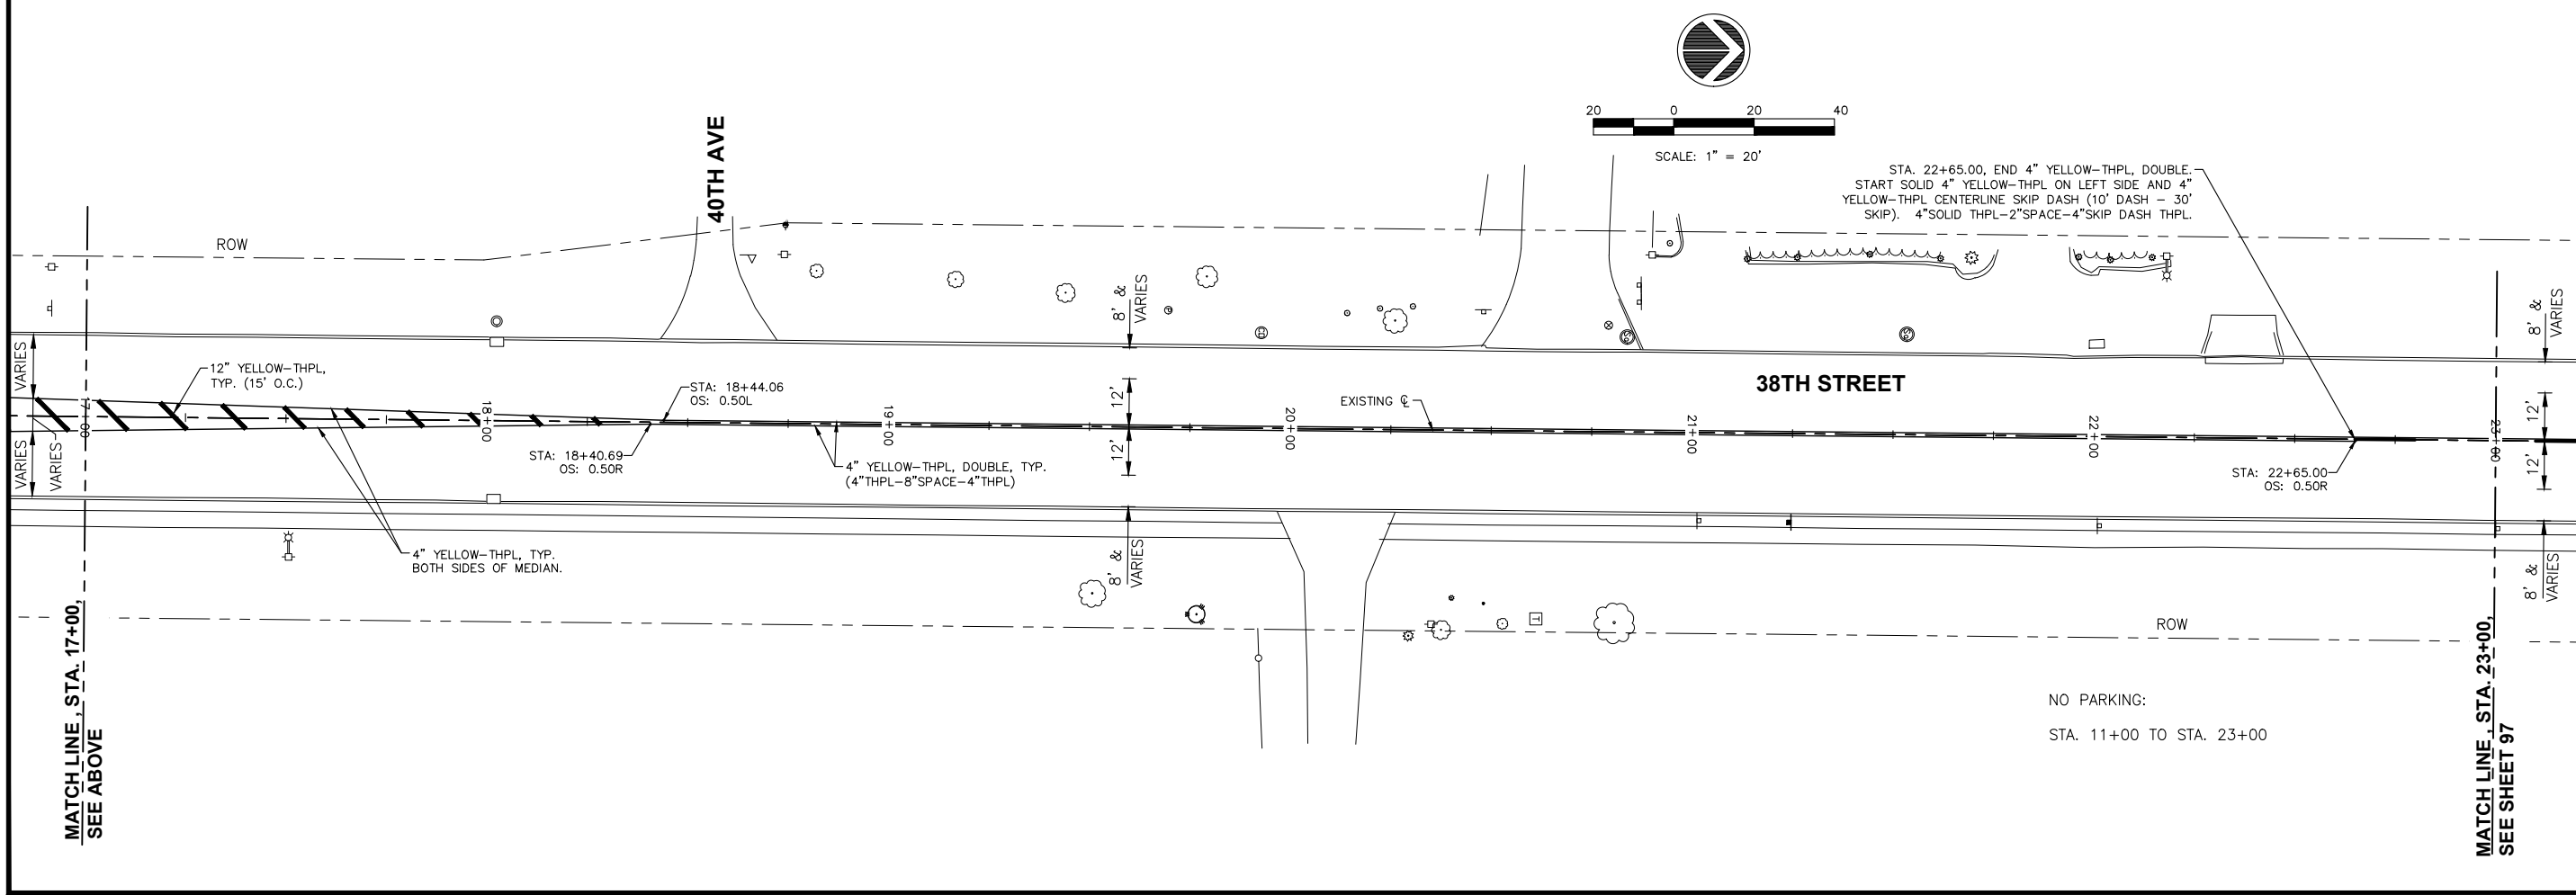 20 0 20 40
SCALE: 1" = 20'
40TH AVE
STA. 22+65.00, END 4" YELLOW-THPL, DOUBLE.
START SOLID 4" YELLOW-THPL ON LEFT SIDE AND 4"
YELLOW-THPL CENTERLINE SKIP DASH (10' DASH - 30'
SKIP). 4"SOLID THPL-2"SPACE-4"SKIP DASH THPL.
ROW
8' &
VARIES
8' &
VARIES
VARIES
12" YELLOW-THPL,
TYP. (15' O.C.)
STA: 18+44.06
OS: 0.50L
12'
EXISTING ℄
38TH STREET
12'
17+00
18+00
19+00
20+00
21+00
22+00
23+00
VARIES
VARIES
STA: 18+40.69
OS: 0.50R
12'
4" YELLOW-THPL, DOUBLE, TYP.
(4"THPL-8"SPACE-4"THPL)
STA: 22+65.00
OS: 0.50R
12'
4" YELLOW-THPL, TYP.
BOTH SIDES OF MEDIAN.
8' &
VARIES
8' &
VARIES
T
ROW
MATCH LINE , STA. 17+00,
SEE ABOVE
NO PARKING:
STA. 11+00 TO STA. 23+00
MATCH LINE , STA. 23+00,
SEE SHEET 97